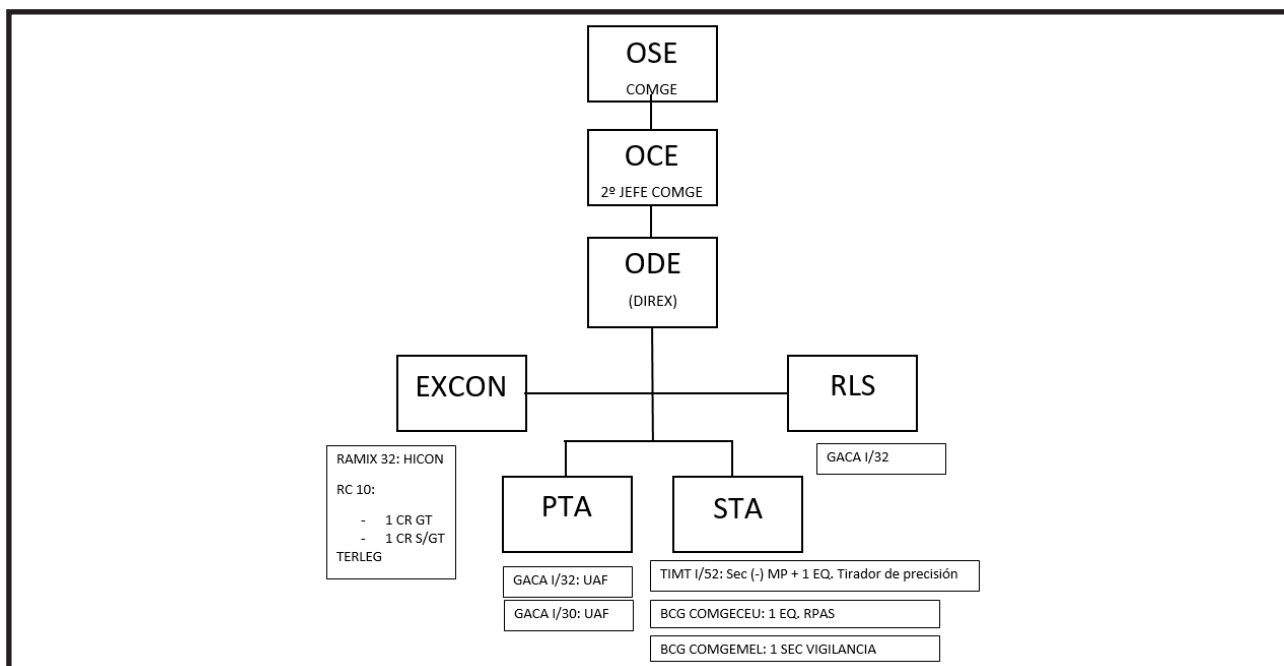 OSE
COMGE
OCE
2º JEFE COMGE
ODE
(DIREX)
EXCON
RLS
RAMIX 32: HICON
RC 10:
- 1 CR GT
- 1 CR S/GT
TERLEG
GACA I/32
PTA
STA
GACA I/32: UAF
GACA I/30: UAF
TIMT I/52: Sec (-) MP + 1 EQ. Tirador de precisión
BCG COMGECEU: 1 EQ. RPAS
BCG COMGEMEL: 1 SEC VIGILANCIA